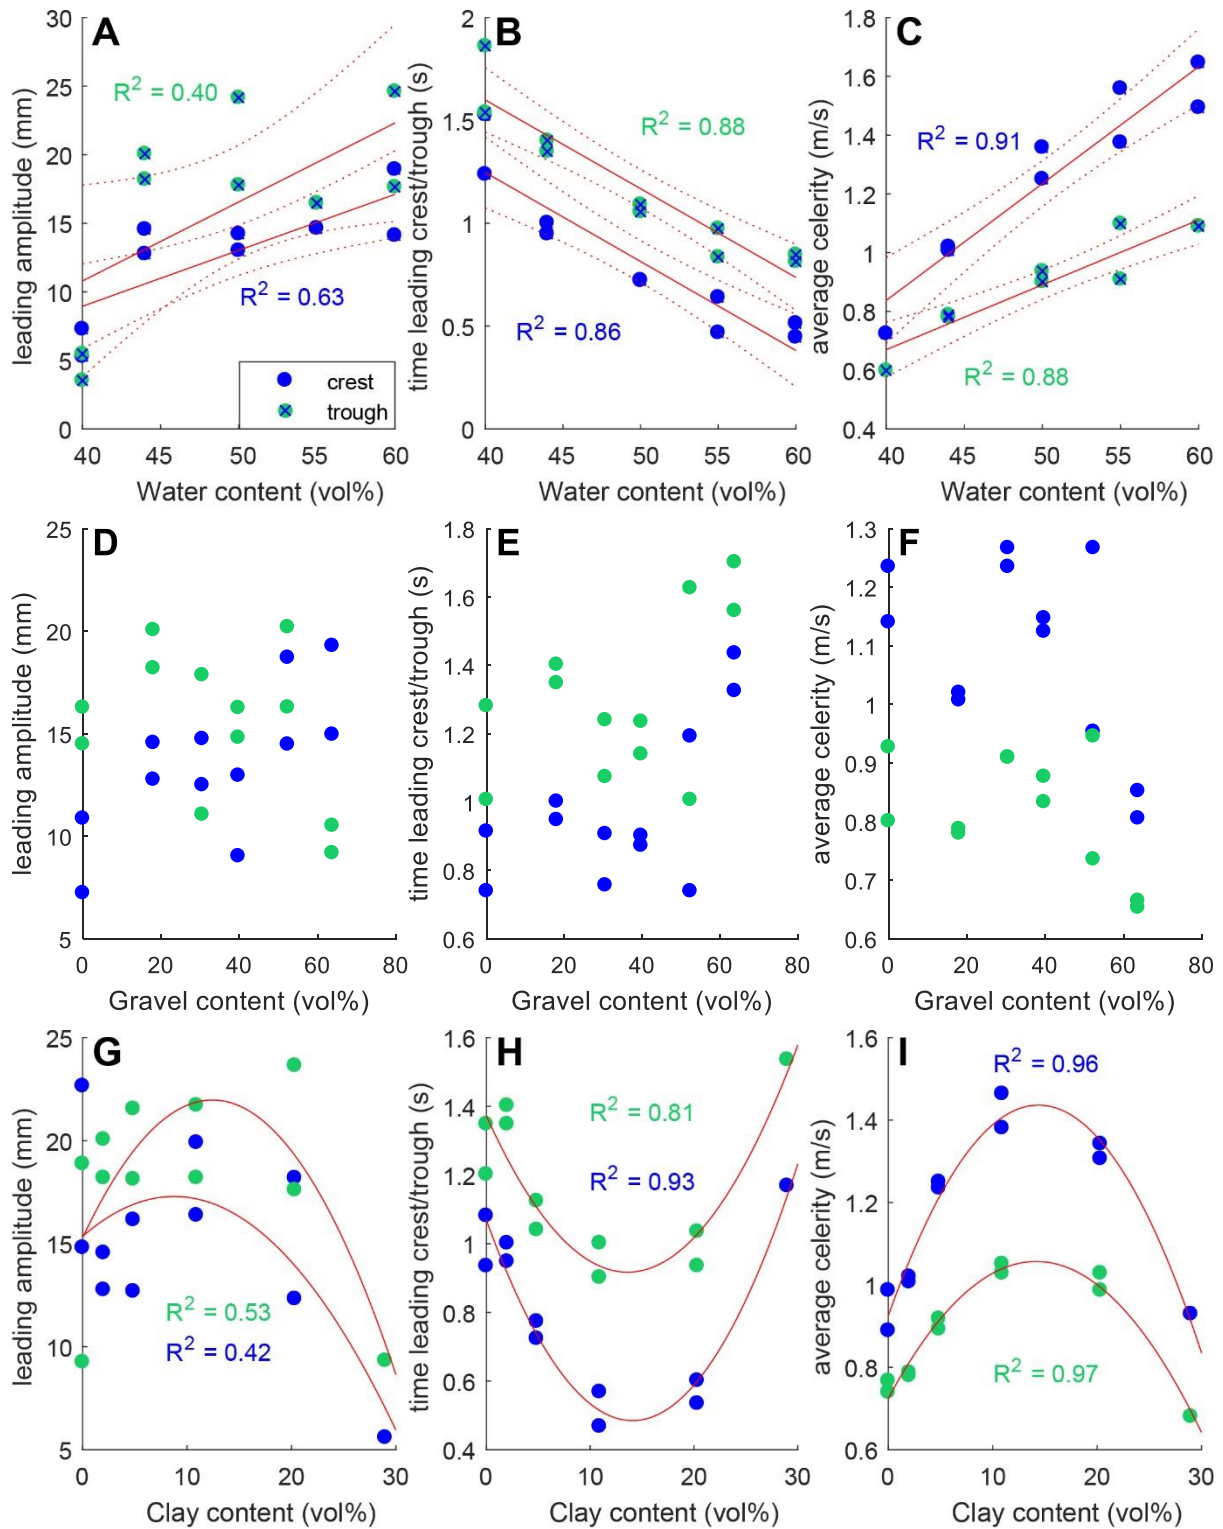 A
leading amplitude (mm)
30
25
20
15
10
5
0
R² = 0.40
R² = 0.63
crest
trough
40 45 50 55 60
Water content (vol%)
B
time leading crest/trough (s)
2
1.5
1
0.5
0
R² = 0.88
R² = 0.86
40 45 50 55 60
Water content (vol%)
C
average celerity (m/s)
1.8
1.6
1.4
1.2
1
0.8
0.6
0.4
R² = 0.91
R² = 0.88
40 45 50 55 60
Water content (vol%)
D
leading amplitude (mm)
25
20
15
10
5
0 20 40 60 80
Gravel content (vol%)
E
time leading crest/trough (s)
1.8
1.6
1.4
1.2
1
0.8
0.6
0 20 40 60 80
Gravel content (vol%)
F
average celerity (m/s)
1.3
1.2
1.1
1
0.9
0.8
0.7
0.6
0 20 40 60 80
Gravel content (vol%)
G
leading amplitude (mm)
25
20
15
10
5
R² = 0.53
R² = 0.42
0 10 20 30
Clay content (vol%)
H
time leading crest/trough (s)
1.6
1.4
1.2
1
0.8
0.6
0.4
R² = 0.81
R² = 0.93
0 10 20 30
Clay content (vol%)
I
average celerity (m/s)
1.6
1.4
1.2
1
0.8
0.6
R² = 0.96
R² = 0.97
0 10 20 30
Clay content (vol%)